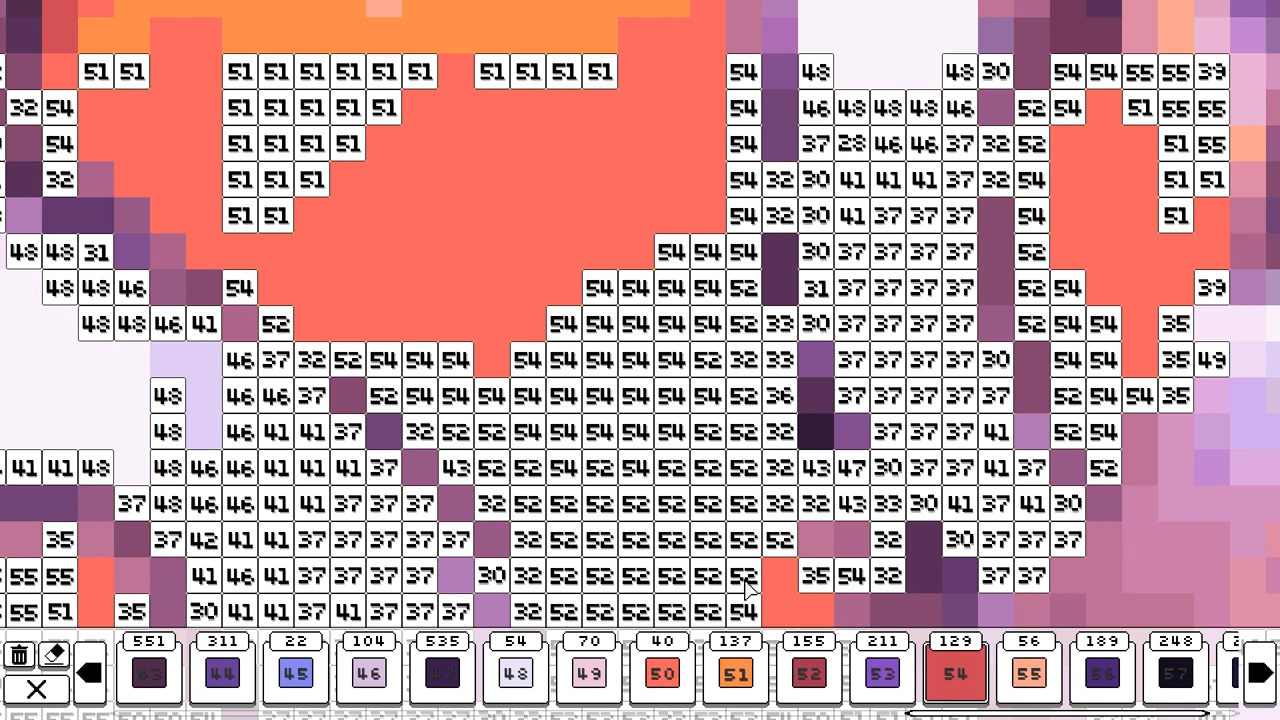 51 51 51 51 51 51 51 51 51 51 51 51 54 48 48 30 54 54 55 55 39
32 54 51 51 51 51 51 54 46 48 48 48 46 52 54 51 55 55
54 51 51 51 51 54 37 28 46 46 37 32 52 51 55
32 51 51 51 54 32 30 41 41 41 37 32 54 51 51
51 51 54 32 30 41 37 37 37 54 51
48 48 31 54 54 54 30 37 37 37 37 52
48 48 46 54 54 54 54 54 52 31 37 37 37 37 52 54 39
48 48 46 41 52 54 54 54 54 54 52 33 30 37 37 37 37 52 54 54 35
46 37 32 52 54 54 54 54 54 54 54 54 52 32 33 37 37 37 37 30 54 54 35 49
48 46 46 37 52 54 54 54 54 54 54 54 54 54 52 36 37 37 37 37 37 52 54 54 35
48 46 41 41 37 32 52 52 54 54 54 54 54 54 52 32 37 37 37 41 52 54
41 41 48 48 46 46 41 41 41 37 43 52 52 54 52 54 52 52 52 32 43 47 30 37 37 41 37 52
37 48 46 46 41 41 37 37 37 32 52 52 52 52 52 52 52 32 32 43 33 30 41 37 41 30
35 37 42 41 41 37 37 37 37 37 32 52 52 52 52 52 52 52 32 30 37 37 37
55 55 41 46 41 37 37 37 37 30 32 52 52 52 52 52 52 35 54 32 37 37
55 51 35 30 41 41 37 41 37 37 37 32 52 52 52 52 52 54
551 311 22 104 535 54 70 40 137 155 211 129 56 189 248
43 44 45 46 47 48 49 50 51 52 53 54 55 56 57